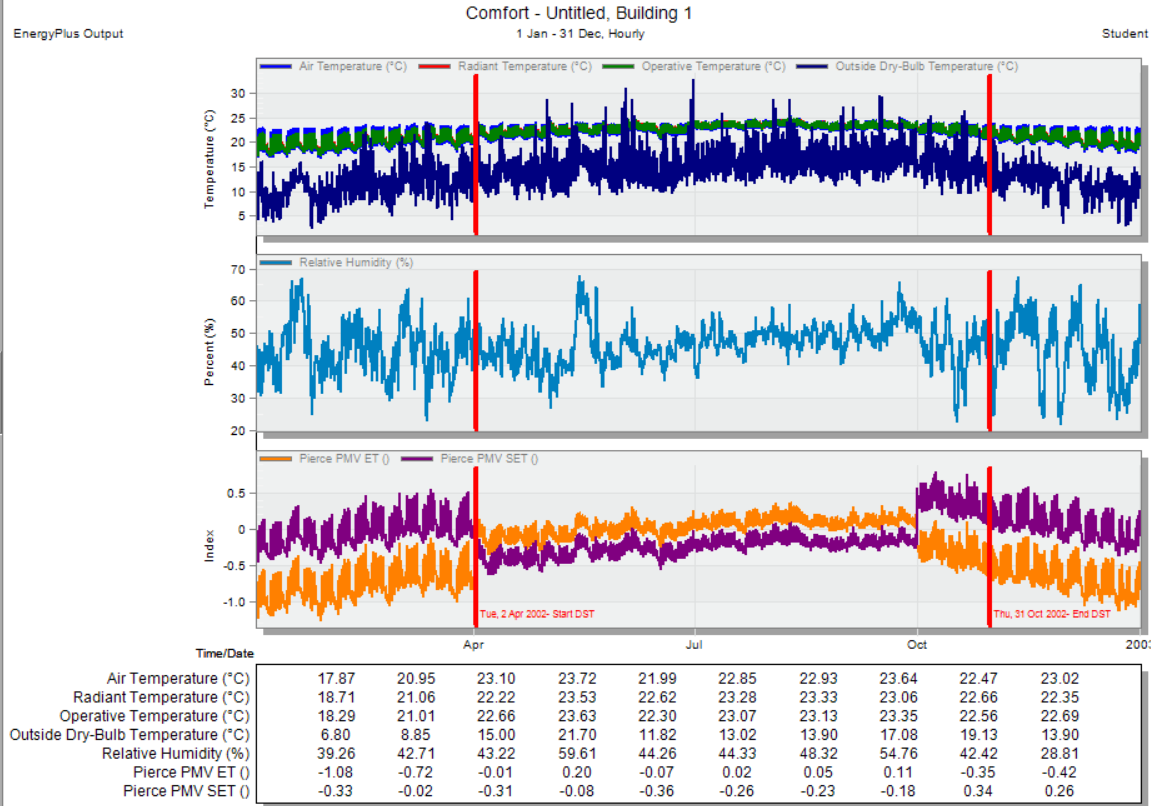 Comfort - Untitled, Building 1
EnergyPlus Output 1 Jan - 31 Dec, Hourly Student
Air Temperature (°C) Radiant Temperature (°C) Operative Temperature (°C) Outside Dry-Bulb Temperature (°C)
Temperature (°C)
30
25
20
15
10
5
Relative Humidity (%)
Percent (%)
70
60
50
40
30
20
Pierce PMV ET () Pierce PMV SET ()
Index
0.5
0
-0.5
-1.0
Tue, 2 Apr 2002- Start DST Thu, 31 Oct 2002- End DST
Apr Jul Oct 2003
Time/Date
Air Temperature (°C) 17.87 20.95 23.10 23.72 21.99 22.85 22.93 23.64 22.47 23.02
Radiant Temperature (°C) 18.71 21.06 22.22 23.53 22.62 23.28 23.33 23.06 22.66 22.35
Operative Temperature (°C) 18.29 21.01 22.66 23.63 22.30 23.07 23.13 23.35 22.56 22.69
Outside Dry-Bulb Temperature (°C) 6.80 8.85 15.00 21.70 11.82 13.02 13.90 17.08 19.13 13.90
Relative Humidity (%) 39.26 42.71 43.22 59.61 44.26 44.33 48.32 54.76 42.42 28.81
Pierce PMV ET () -1.08 -0.72 -0.01 0.20 -0.07 0.02 0.05 0.11 -0.35 -0.42
Pierce PMV SET () -0.33 -0.02 -0.31 -0.08 -0.36 -0.26 -0.23 -0.18 0.34 0.26